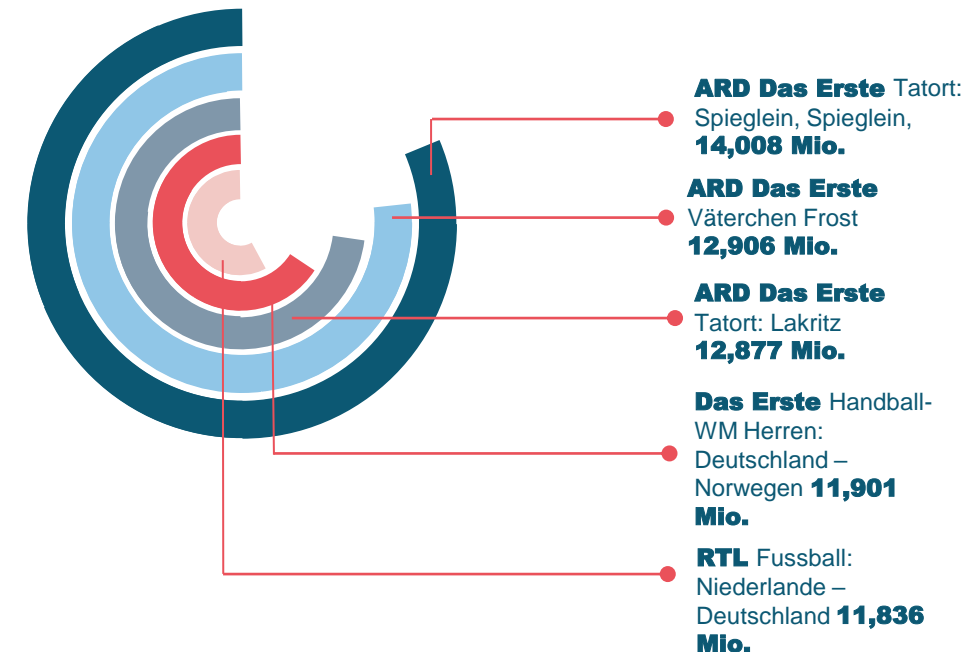 ARD Das Erste Tatort:
Spieglein, Spieglein,
14,008 Mio.
ARD Das Erste
Väterchen Frost
12,906 Mio.
ARD Das Erste
Tatort: Lakritz
12,877 Mio.
Das Erste Handball-
WM Herren:
Deutschland –
Norwegen 11,901
Mio.
RTL Fussball:
Niederlande –
Deutschland 11,836
Mio.